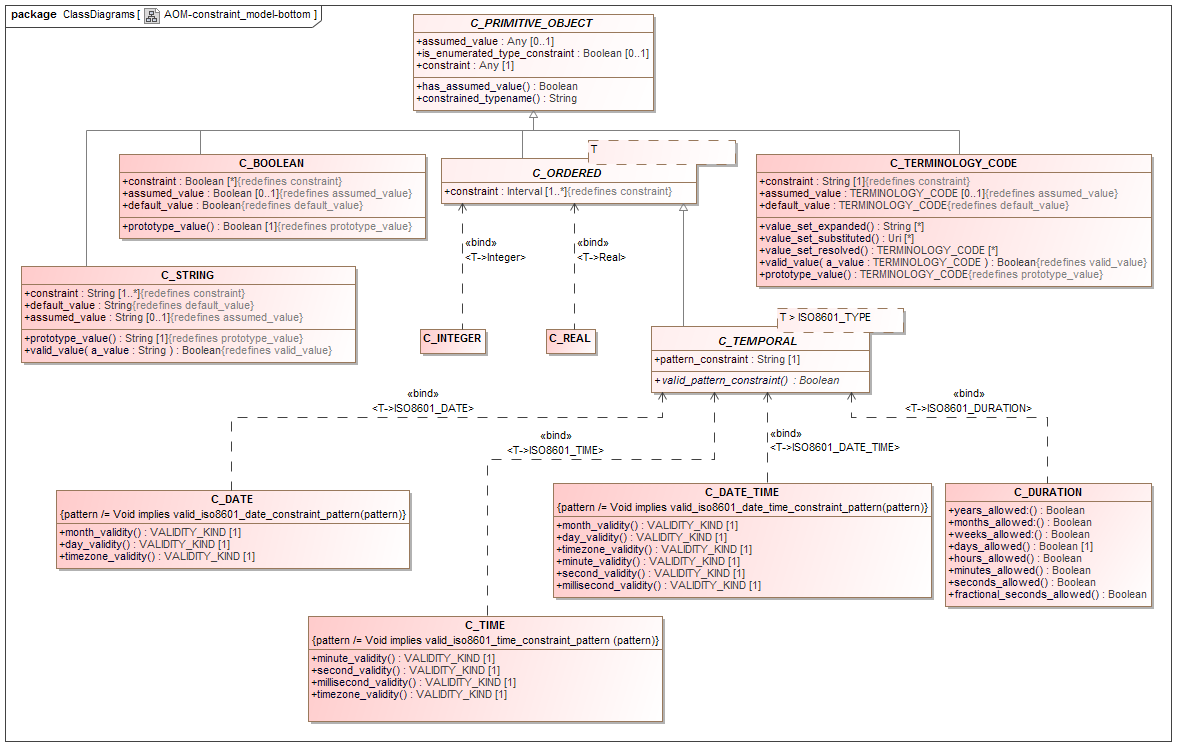 package ClassDiagrams [ AOM-constraint_model-bottom ]
C_PRIMITIVE_OBJECT
+assumed_value : Any [0..1]
+is_enumerated_type_constraint : Boolean [0..1]
+constraint : Any [1]
+has_assumed_value() : Boolean
+constrained_typename() : String
C_BOOLEAN
+constraint : Boolean [*]{redefines constraint}
+assumed_value : Boolean [0..1]{redefines assumed_value}
+default_value : Boolean{redefines default_value}
+prototype_value() : Boolean [1]{redefines prototype_value}
T
C_ORDERED
+constraint : Interval [1..*]{redefines constraint}
C_TERMINOLOGY_CODE
+constraint : String [1]{redefines constraint}
+assumed_value : TERMINOLOGY_CODE [0..1]{redefines assumed_value}
+default_value : TERMINOLOGY_CODE{redefines default_value}
+value_set_expanded() : String [*]
+value_set_substituted() : Uri [*]
+value_set_resolved() : TERMINOLOGY_CODE [*]
+valid_value( a_value : TERMINOLOGY_CODE ) : Boolean{redefines valid_value}
+prototype_value() : TERMINOLOGY_CODE{redefines prototype_value}
C_STRING
+constraint : String [1..*]{redefines constraint}
+default_value : String{redefines default_value}
+assumed_value : String [0..1]{redefines assumed_value}
+prototype_value() : String [1]{redefines prototype_value}
+valid_value( a_value : String ) : Boolean{redefines valid_value}
«bind»
<T->Integer>
«bind»
<T->Real>
C_INTEGER
C_REAL
T > ISO8601_TYPE
C_TEMPORAL
+pattern_constraint : String [1]
+valid_pattern_constraint() : Boolean
«bind»
<T->ISO8601_DATE>
«bind»
<T->ISO8601_TIME>
«bind»
<T->ISO8601_DATE_TIME>
«bind»
<T->ISO8601_DURATION>
C_DATE
{pattern /= Void implies valid_iso8601_date_constraint_pattern(pattern)}
+month_validity() : VALIDITY_KIND [1]
+day_validity() : VALIDITY_KIND [1]
+timezone_validity() : VALIDITY_KIND [1]
C_DATE_TIME
{pattern /= Void implies valid_iso8601_date_time_constraint_pattern(pattern)}
+month_validity() : VALIDITY_KIND [1]
+day_validity() : VALIDITY_KIND [1]
+timezone_validity() : VALIDITY_KIND [1]
+minute_validity() : VALIDITY_KIND [1]
+second_validity() : VALIDITY_KIND [1]
+millisecond_validity() : VALIDITY_KIND [1]
C_DURATION
+years_allowed:() : Boolean
+months_allowed:() : Boolean
+weeks_allowed:() : Boolean
+days_allowed() : Boolean [1]
+hours_allowed() : Boolean
+minutes_allowed() : Boolean
+seconds_allowed() : Boolean
+fractional_seconds_allowed() : Boolean
C_TIME
{pattern /= Void implies valid_iso8601_time_constraint_pattern (pattern)}
+minute_validity() : VALIDITY_KIND [1]
+second_validity() : VALIDITY_KIND [1]
+millisecond_validity() : VALIDITY_KIND [1]
+timezone_validity() : VALIDITY_KIND [1]